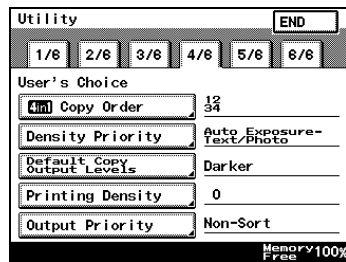 Utility END
1/6 2/6 3/6 4/6 5/6 6/6
User's Choice
4in1 Copy Order 12
34
Density Priority Auto Exposure-
Text/Photo
Default Copy
Output Levels Darker
Printing Density 0
Output Priority Non-Sort
Memory
Free 100%